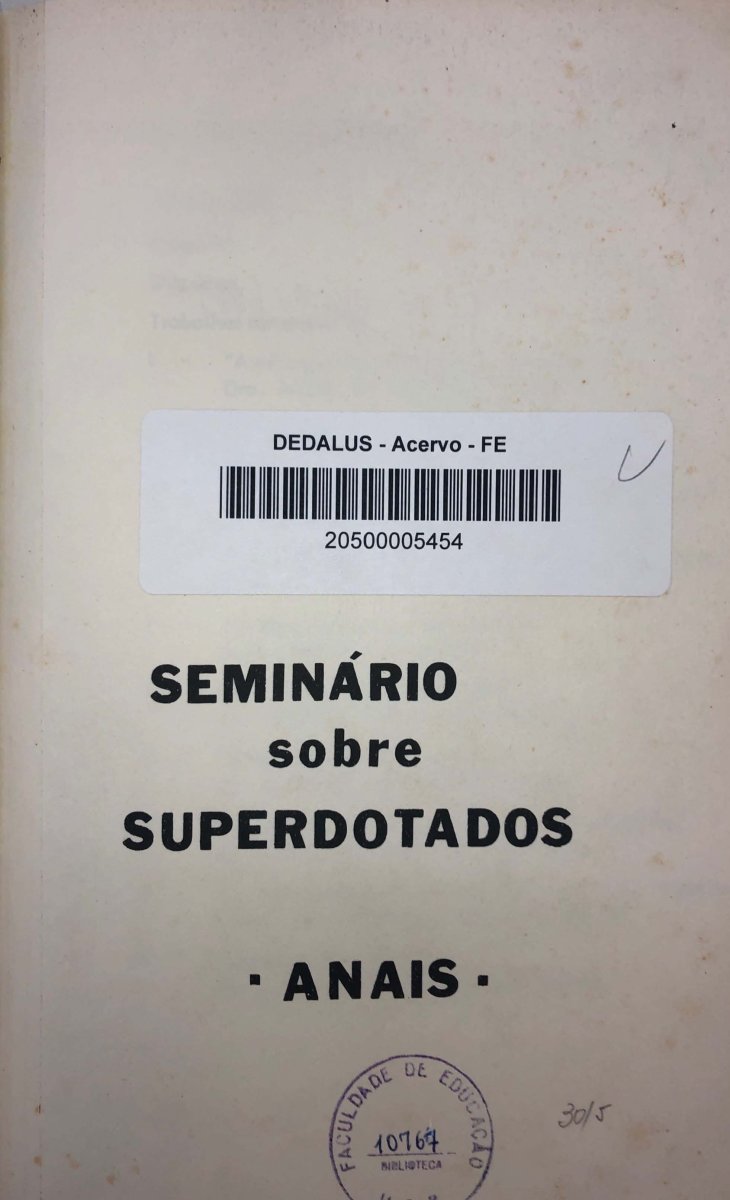 DEDALUS - Acervo - FE
20500005454
SEMINÁRIO
sobre
SUPERDOTADOS
· ANAIS ·
FACULDADE DE EDUCAÇÃO
10767
BIBLIOTECA
30/5